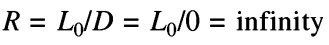 R = L₀/D = L₀/0 = infinity